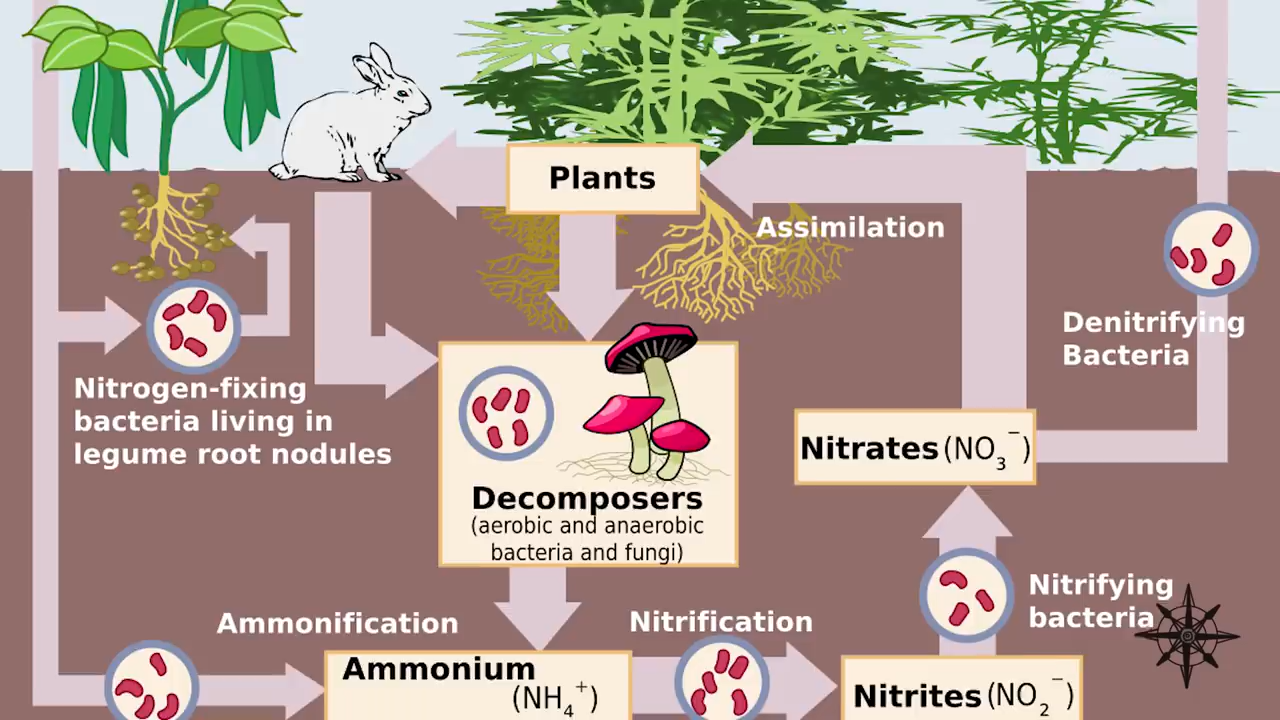 Plants
Assimilation
Denitrifying
Bacteria
Nitrogen-fixing
bacteria living in
legume root nodules
Nitrates (NO₃⁻)
Decomposers
(aerobic and anaerobic
bacteria and fungi)
Nitrifying
bacteria
Ammonification
Nitrification
Ammonium
(NH₄⁺)
Nitrites (NO₂⁻)